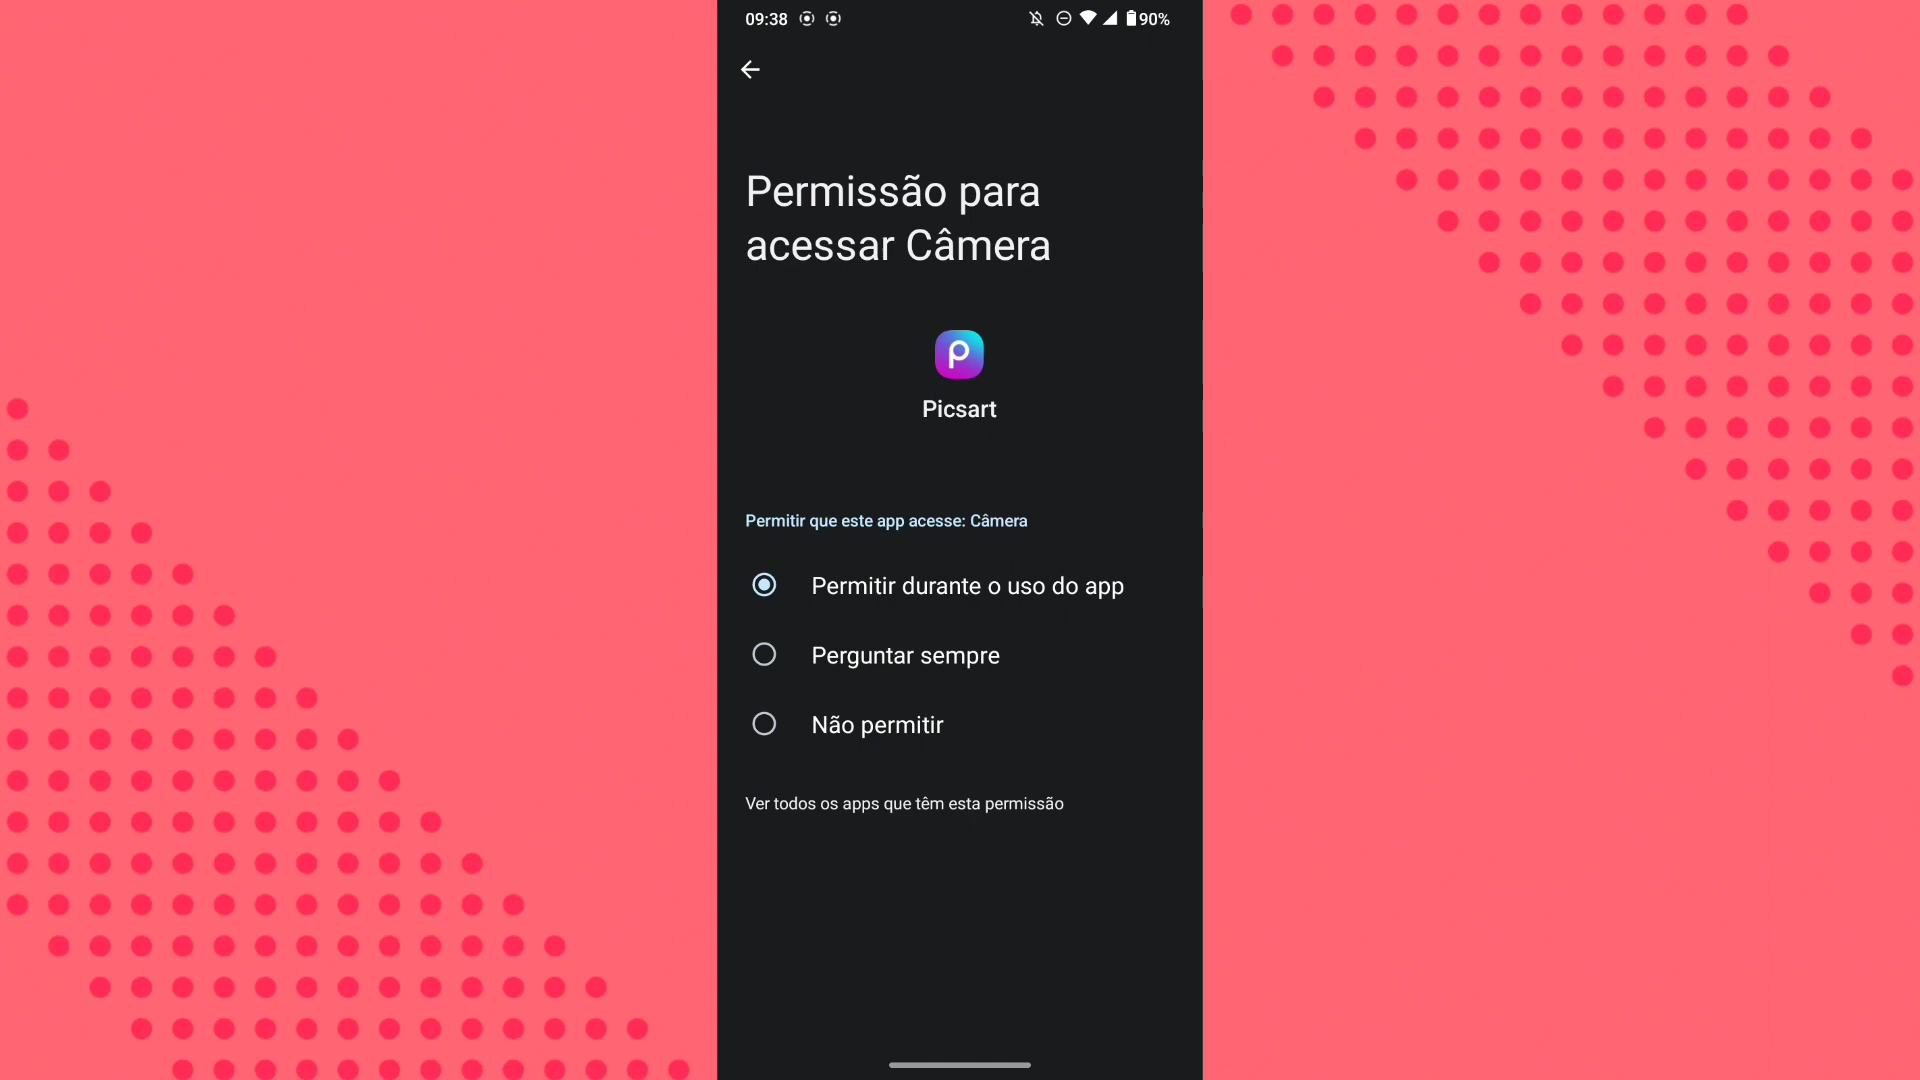 09:38 90%
Permissão para
acessar Câmera
Picsart
Permitir que este app acesse: Câmera
Permitir durante o uso do app
Perguntar sempre
Não permitir
Ver todos os apps que têm esta permissão